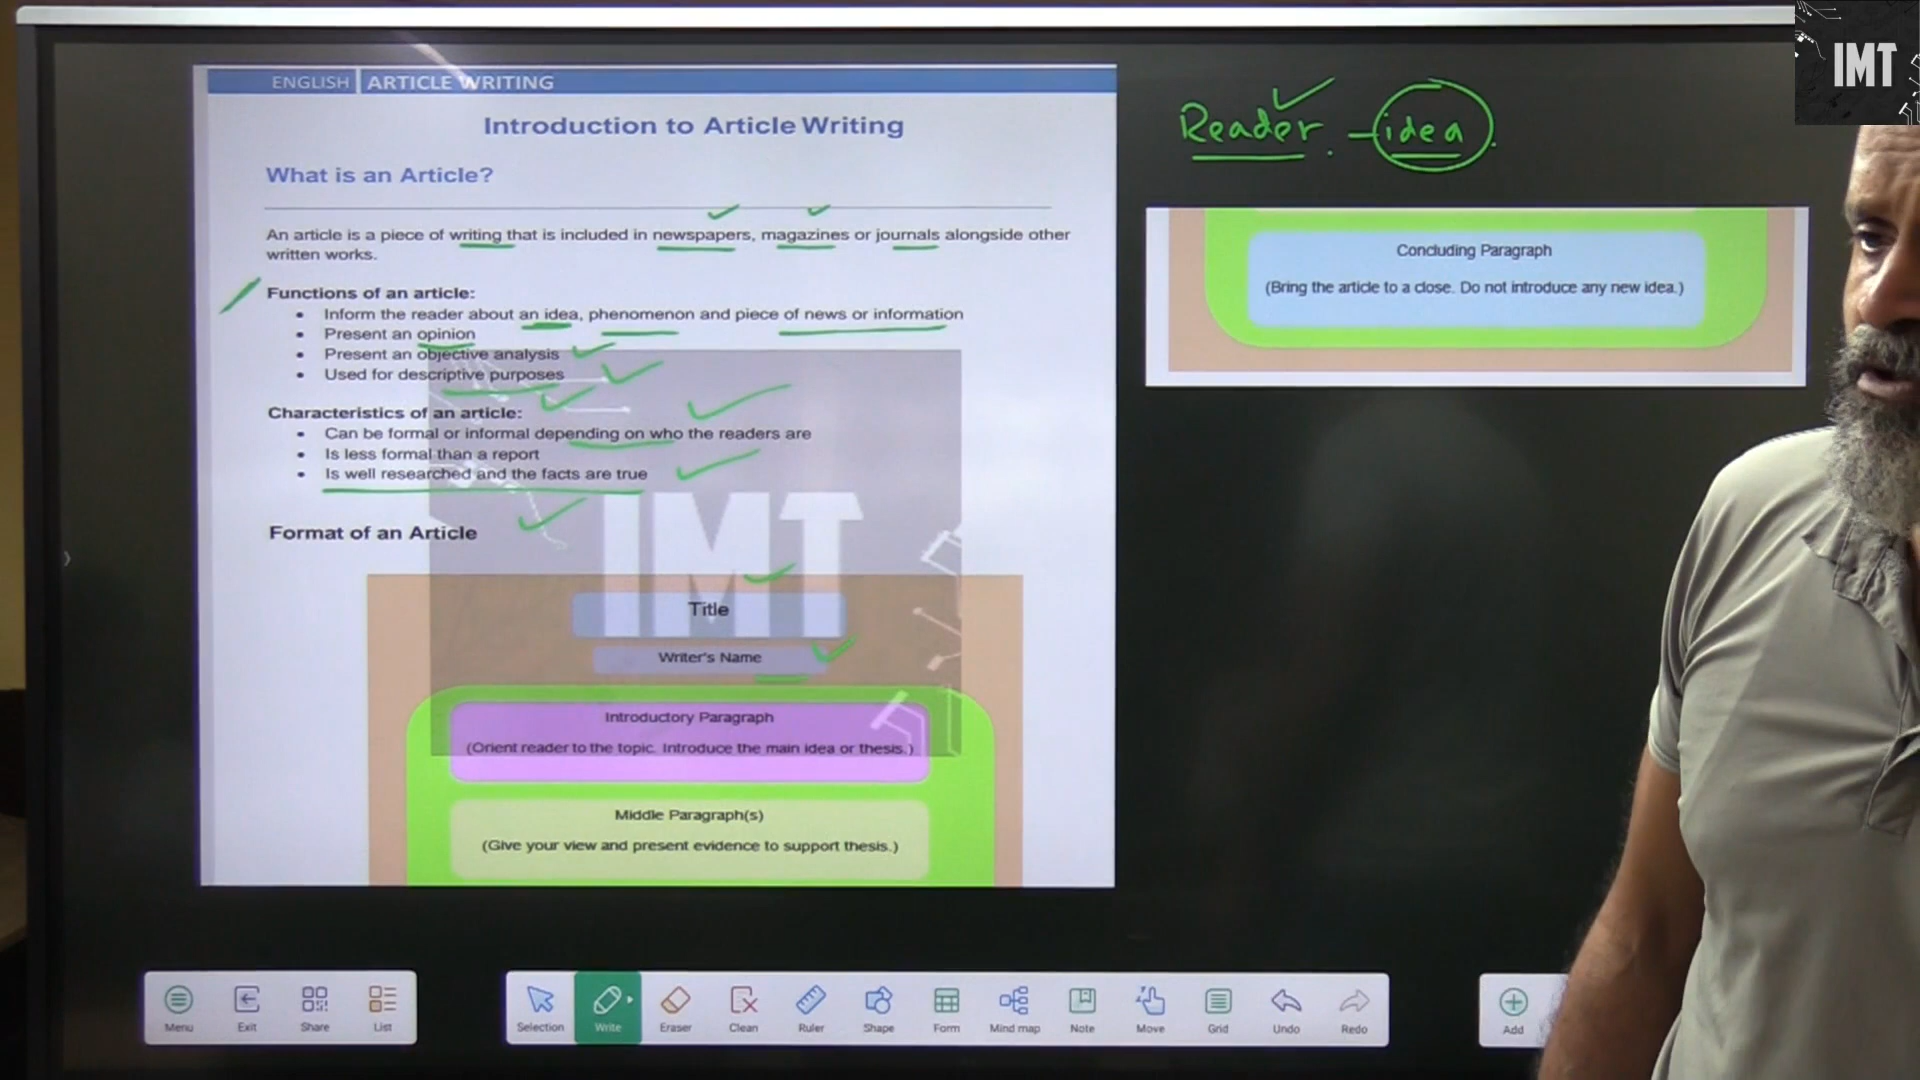 IMT
ENGLISH | ARTICLE WRITING
Introduction to Article Writing
What is an Article?
An article is a piece of writing that is included in newspapers, magazines or journals alongside other
written works.
Functions of an article:
• Inform the reader about an idea, phenomenon and piece of news or information
• Present an opinion
• Present an objective analysis
• Used for descriptive purposes
Characteristics of an article:
• Can be formal or informal depending on who the readers are
• Is less formal than a report
• Is well researched and the facts are true
Format of an Article
IMT
Title
Writer's Name
Introductory Paragraph
(Orient reader to the topic. Introduce the main idea or thesis.)
Middle Paragraph(s)
(Give your view and present evidence to support thesis.)
Reader. – idea.
Concluding Paragraph
(Bring the article to a close. Do not introduce any new idea.)
Menu Exit Share List Selection Write Eraser Clean Ruler Shape Form Mind map Note Move Grid Undo Redo Add